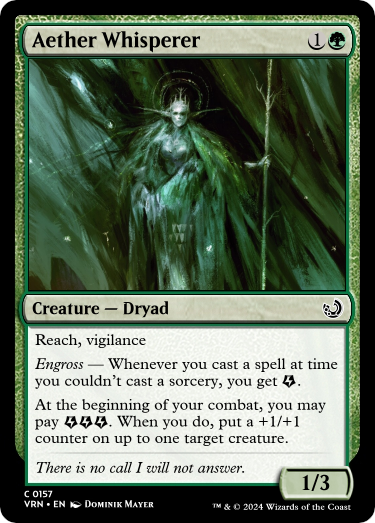 Aether Whisperer 1
Creature — Dryad
Reach, vigilance
Engross — Whenever you cast a spell at time
you couldn't cast a sorcery, you get .
At the beginning of your combat, you may
pay . When you do, put a +1/+1
counter on up to one target creature.
There is no call I will not answer.
1/3
C 0157
VRN • EN Dominik Mayer
™ & © 2024 Wizards of the Coast